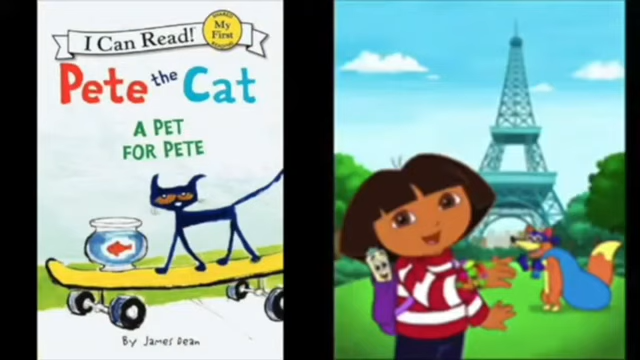 I Can Read!
My
First
Pete the Cat
A PET
FOR PETE
By James Dean